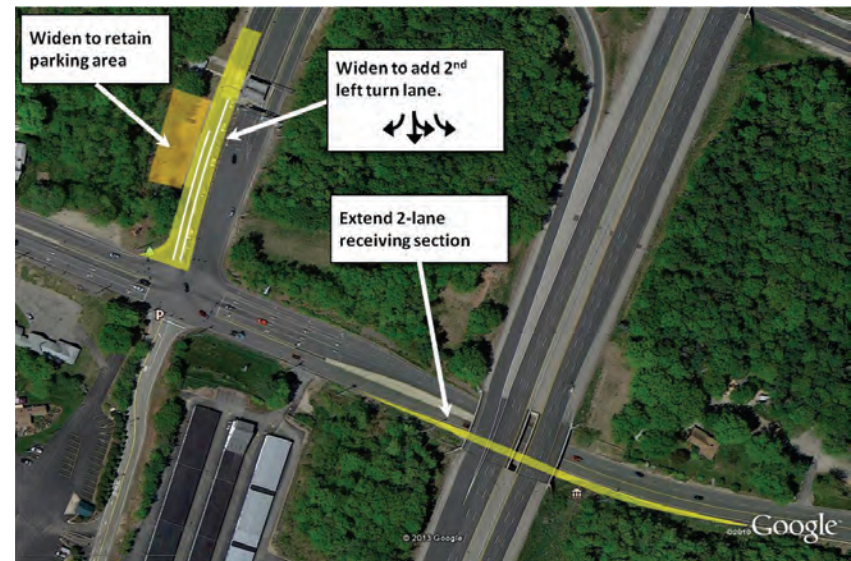 Widen to retain
parking area
Widen to add 2nd
left turn lane.
Extend 2-lane
receiving section
P
© 2013 Google
©2010 Google